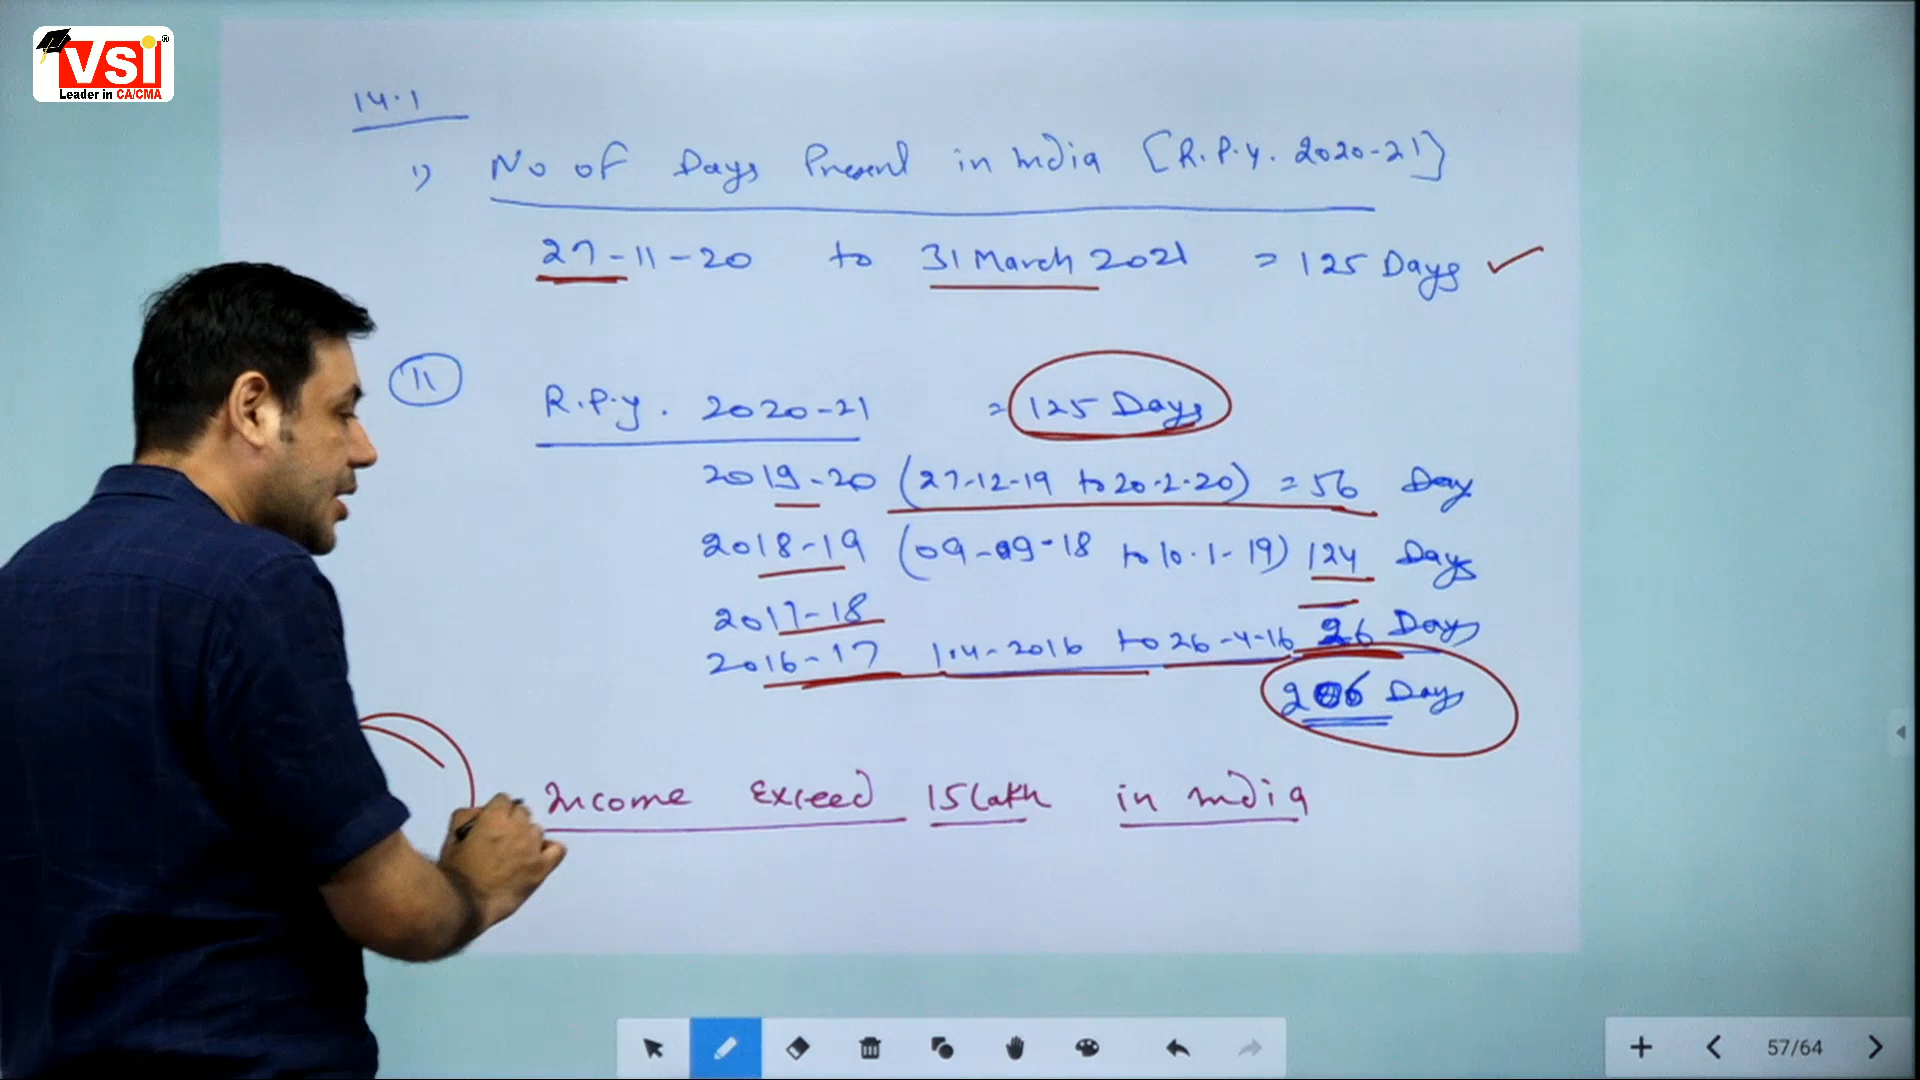 VSI®
Leader in CA/CMA
14.1
1) No of Days Present in India [R.P.Y. 2020-21]
27-11-20 to 31 March 2021 = 125 Days ✓
II
R.P.Y. 2020-21 = 125 Days
2019-20 (27-12-19 to 20.2.20) = 56 Day
2018-19 (09-09-18 to 10.1-19) 124 Days
2017-18 —
2016-17 1.4-2016 to 26-4-16 26 Days
206 Days
Income Exceed 15 Lakh in India
57/64